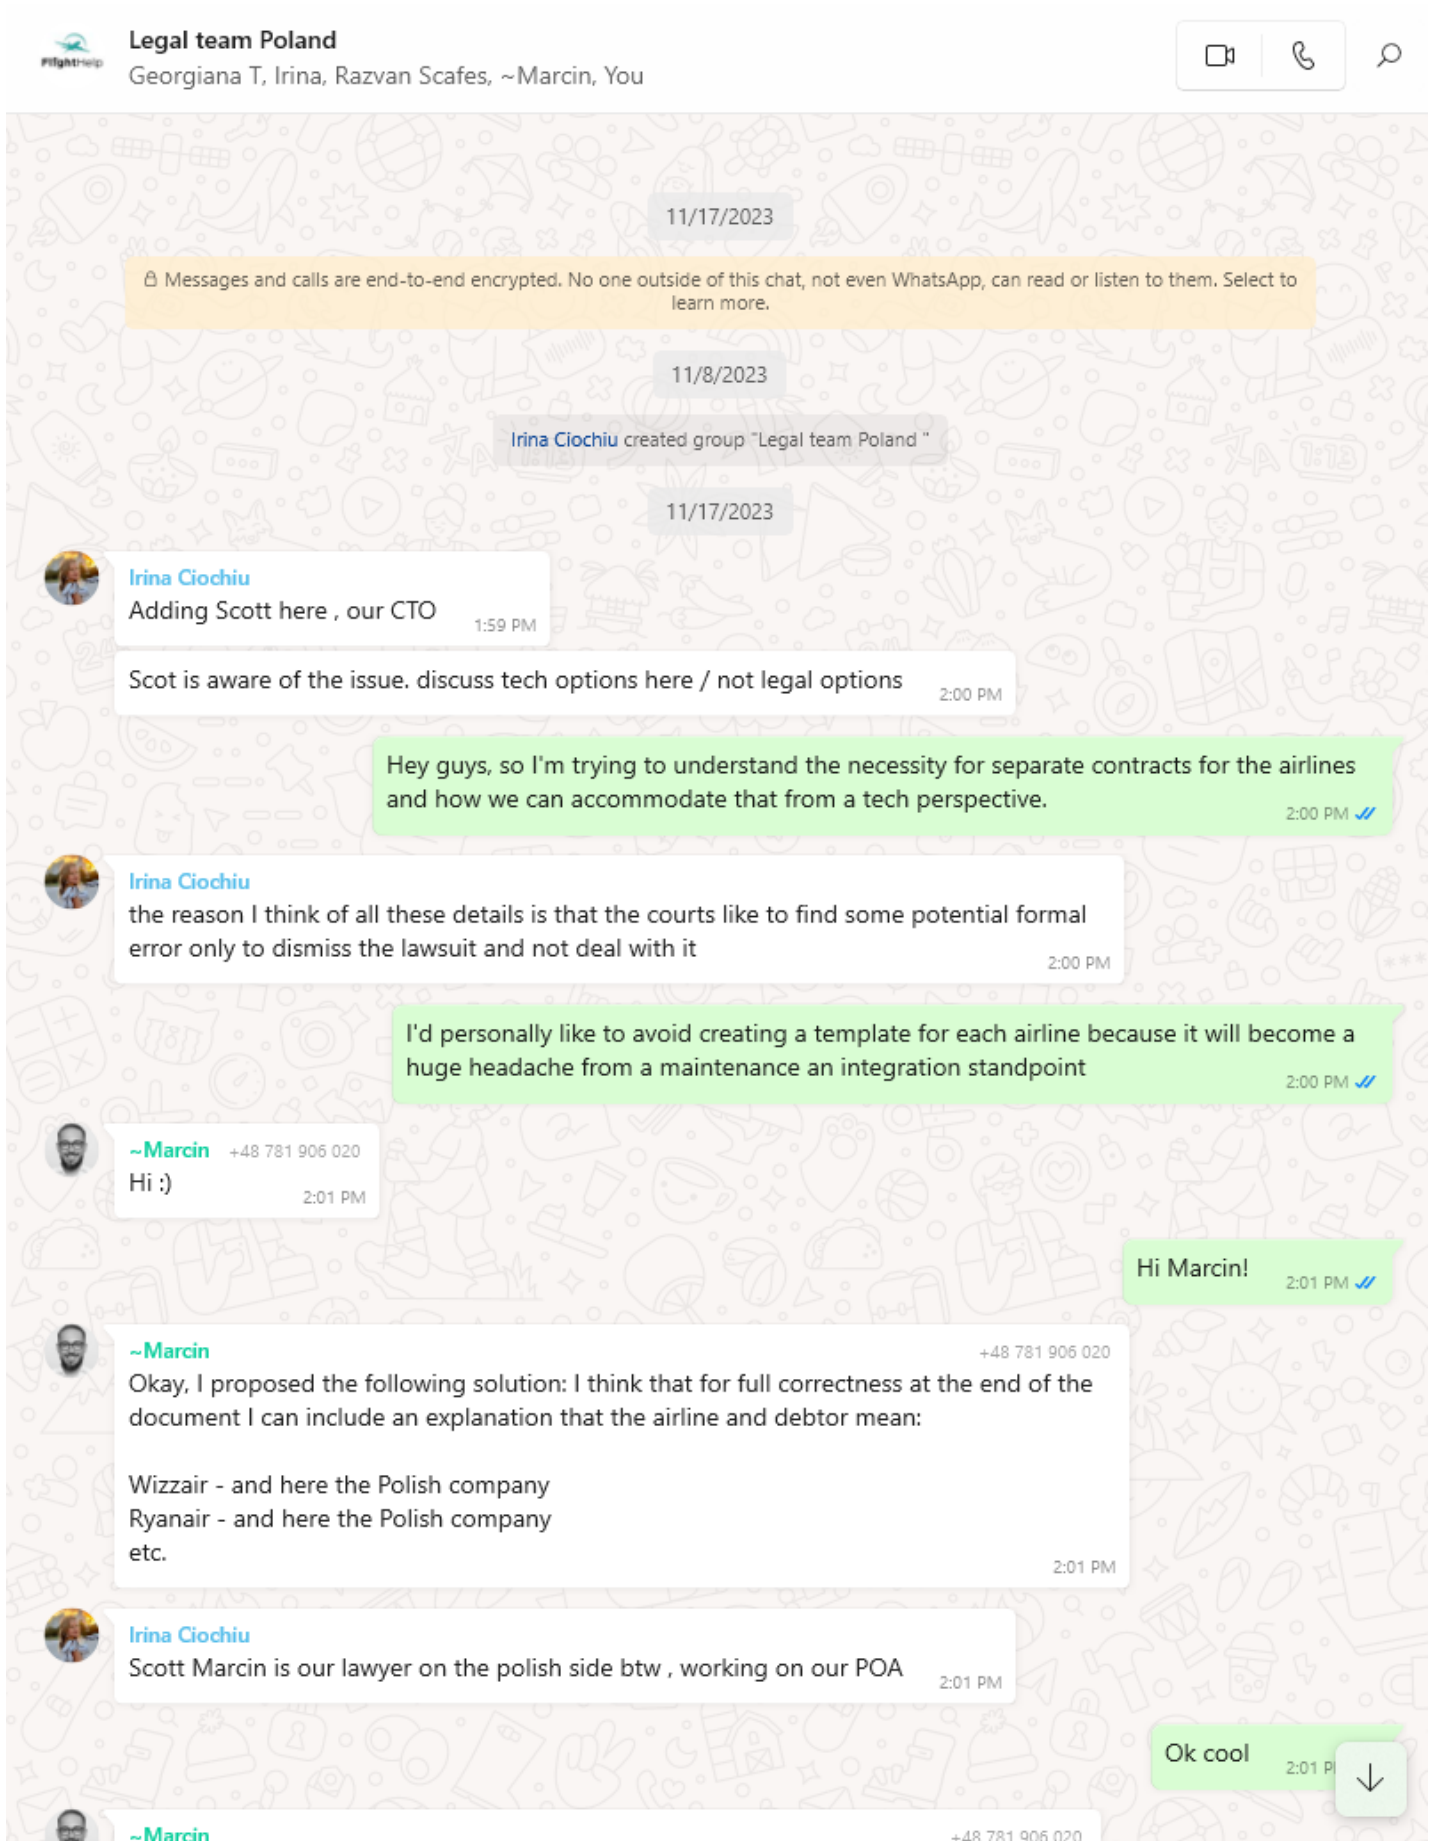 FlightHelp
Legal team Poland
Georgiana T, Irina, Razvan Scafes, ~Marcin, You
11/17/2023
Messages and calls are end-to-end encrypted. No one outside of this chat, not even WhatsApp, can read or listen to them. Select to
learn more.
11/8/2023
Irina Ciochiu created group "Legal team Poland "
11/17/2023
Irina Ciochiu
Adding Scott here , our CTO
1:59 PM
Scot is aware of the issue. discuss tech options here / not legal options
2:00 PM
Hey guys, so I'm trying to understand the necessity for separate contracts for the airlines
and how we can accommodate that from a tech perspective.
2:00 PM
Irina Ciochiu
the reason I think of all these details is that the courts like to find some potential formal
error only to dismiss the lawsuit and not deal with it
2:00 PM
I'd personally like to avoid creating a template for each airline because it will become a
huge headache from a maintenance an integration standpoint
2:00 PM
~Marcin +48 781 906 020
Hi :)
2:01 PM
Hi Marcin!
2:01 PM
~Marcin +48 781 906 020
Okay, I proposed the following solution: I think that for full correctness at the end of the
document I can include an explanation that the airline and debtor mean:
Wizzair - and here the Polish company
Ryanair - and here the Polish company
etc.
2:01 PM
Irina Ciochiu
Scott Marcin is our lawyer on the polish side btw , working on our POA
2:01 PM
Ok cool
2:01 P
~Marcin +48 781 906 020